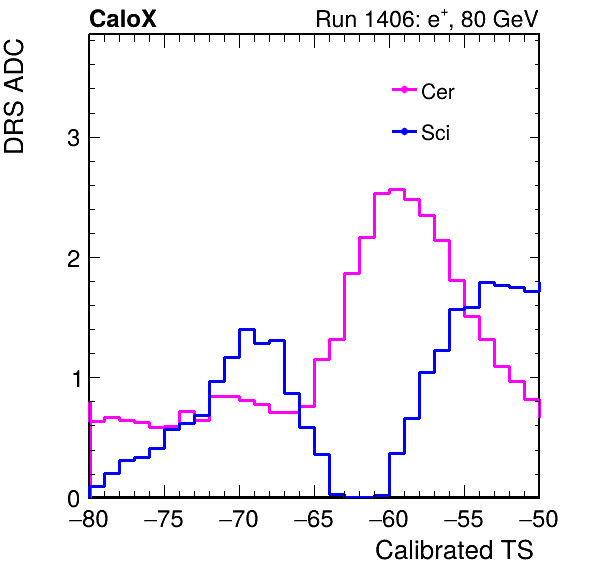 CaloX Run 1406: e⁺, 80 GeV
DRS ADC
Cer
Sci
3
2
1
0
−80 −75 −70 −65 −60 −55 −50
Calibrated TS